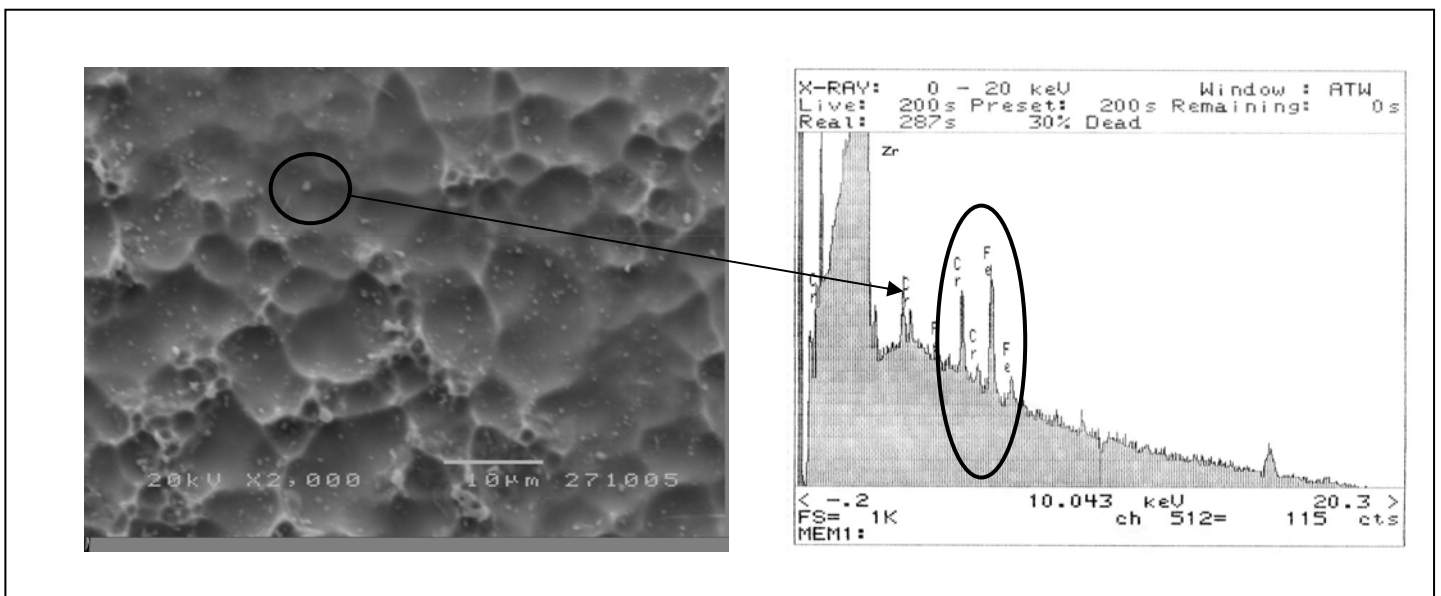 20kV X2,000 10µm 271005
X-RAY: 0 - 20 keV Window : ATW
Live: 200s Preset: 200s Remaining: 0s
Real: 287s 30% Dead
Zr
Cr
Fe
Cr
Fe
< -.2 10.043 keV 20.3 >
FS= 1K ch 512= 115 cts
MEM1: